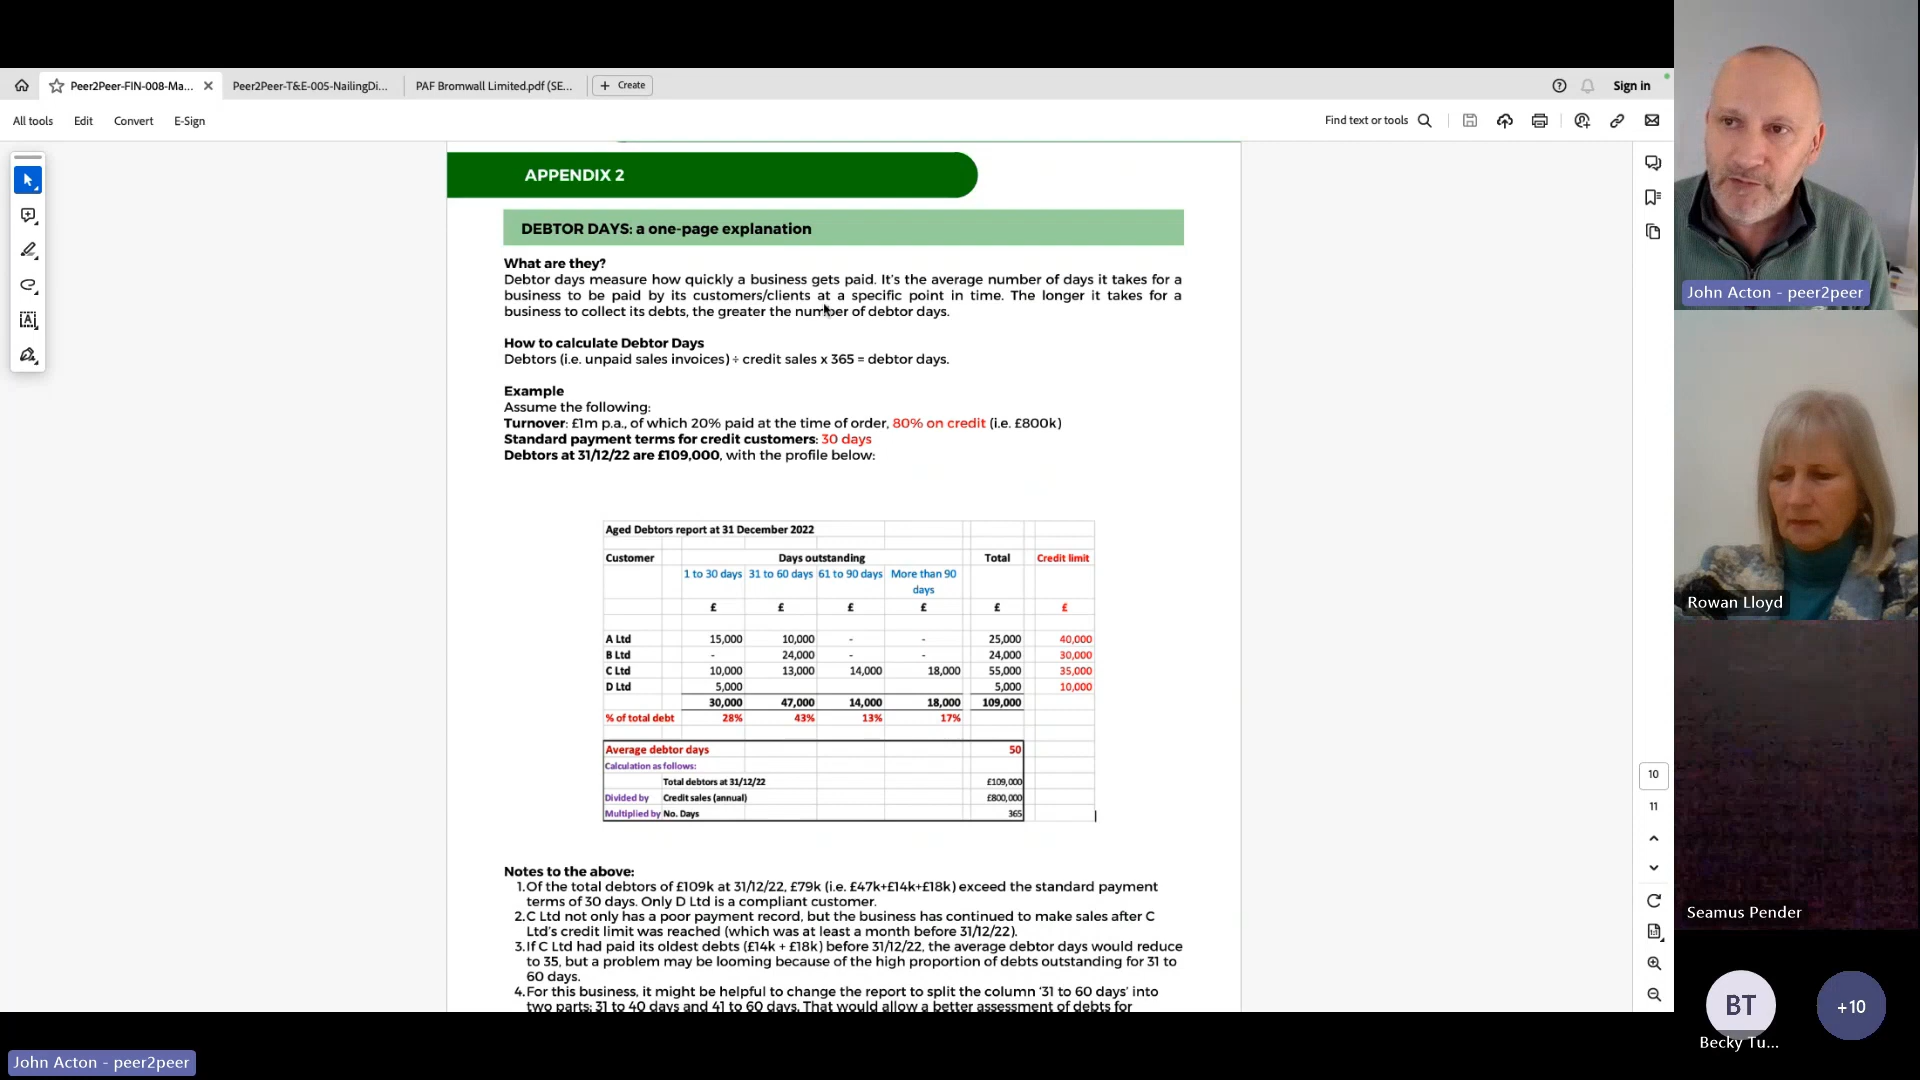 Peer2Peer-FIN-008-Ma...
Peer2Peer-T&E-005-NailingDi...
PAF Bromwall Limited.pdf (SE...
+ Create
Sign in
All tools
Edit
Convert
E-Sign
Find text or tools
APPENDIX 2
DEBTOR DAYS: a one-page explanation
What are they?
Debtor days measure how quickly a business gets paid. It's the average number of days it takes for a
business to be paid by its customers/clients at a specific point in time. The longer it takes for a
business to collect its debts, the greater the number of debtor days.
How to calculate Debtor Days
Debtors (i.e. unpaid sales invoices) ÷ credit sales x 365 = debtor days.
Example
Assume the following:
Turnover: £1m p.a., of which 20% paid at the time of order, 80% on credit (i.e. £800k)
Standard payment terms for credit customers: 30 days
Debtors at 31/12/22 are £109,000, with the profile below:
Aged Debtors report at 31 December 2022
Customer Days outstanding Total Credit limit
1 to 30 days 31 to 60 days 61 to 90 days More than 90
days
£ £ £ £ £ £
A Ltd 15,000 10,000 - - 25,000 40,000
B Ltd - 24,000 - - 24,000 30,000
C Ltd 10,000 13,000 14,000 18,000 55,000 35,000
D Ltd 5,000 5,000 10,000
30,000 47,000 14,000 18,000 109,000
% of total debt 28% 43% 13% 17%
Average debtor days 50
Calculation as follows:
Total debtors at 31/12/22 £109,000
Divided by Credit sales (annual) £800,000
Multiplied by No. Days 365
Notes to the above:
1.Of the total debtors of £109k at 31/12/22, £79k (i.e. £47k+£14k+£18k) exceed the standard payment
terms of 30 days. Only D Ltd is a compliant customer.
2.C Ltd not only has a poor payment record, but the business has continued to make sales after C
Ltd's credit limit was reached (which was at least a month before 31/12/22).
3.If C Ltd had paid its oldest debts (£14k + £18k) before 31/12/22, the average debtor days would reduce
to 35, but a problem may be looming because of the high proportion of debts outstanding for 31 to
60 days.
4.For this business, it might be helpful to change the report to split the column '31 to 60 days' into
two parts: 31 to 40 days and 41 to 60 days. That would allow a better assessment of debts for
10
11
John Acton - peer2peer
Rowan Lloyd
Seamus Pender
BT
+10
Becky Tu...
John Acton - peer2peer